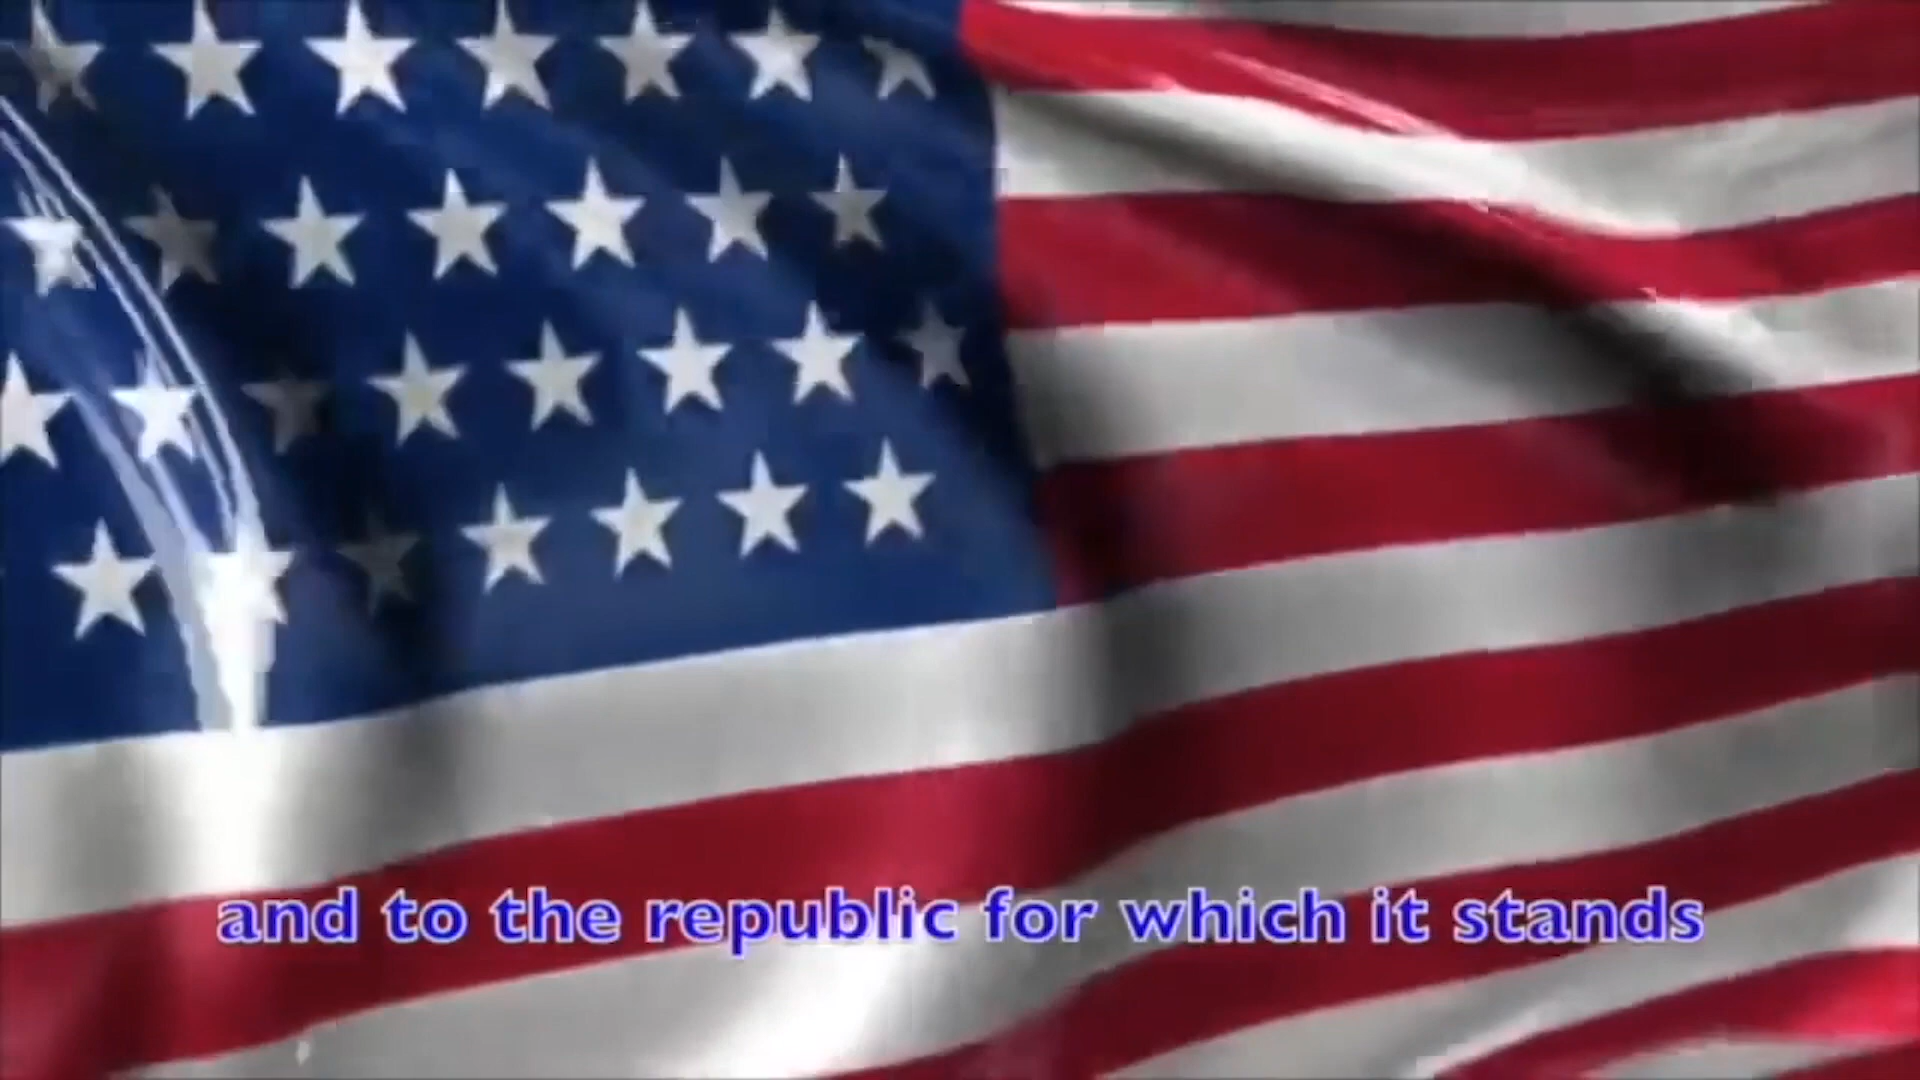 and to the republic for which it stands